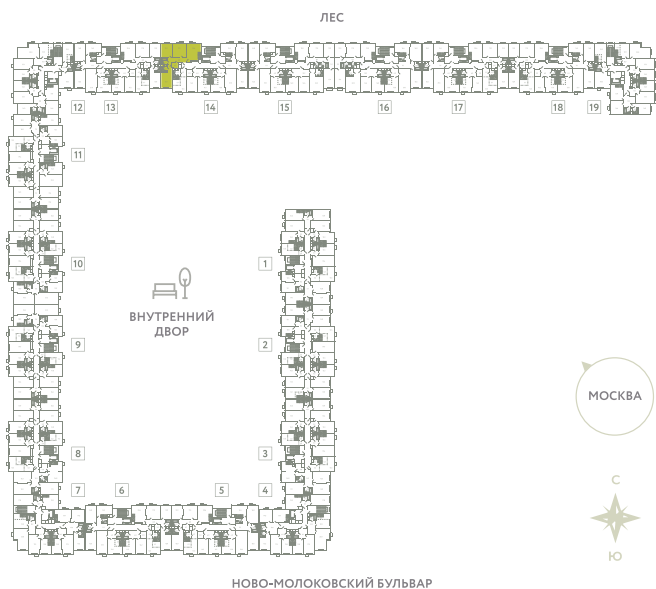 ЛЕС
12 13 14 15 16 17 18 19
11
10 1
ВНУТРЕННИЙ
ДВОР
9 2
МОСКВА
8 3
7 6 5 4
С
Ю
НОВО-МОЛОКОВСКИЙ БУЛЬВАР